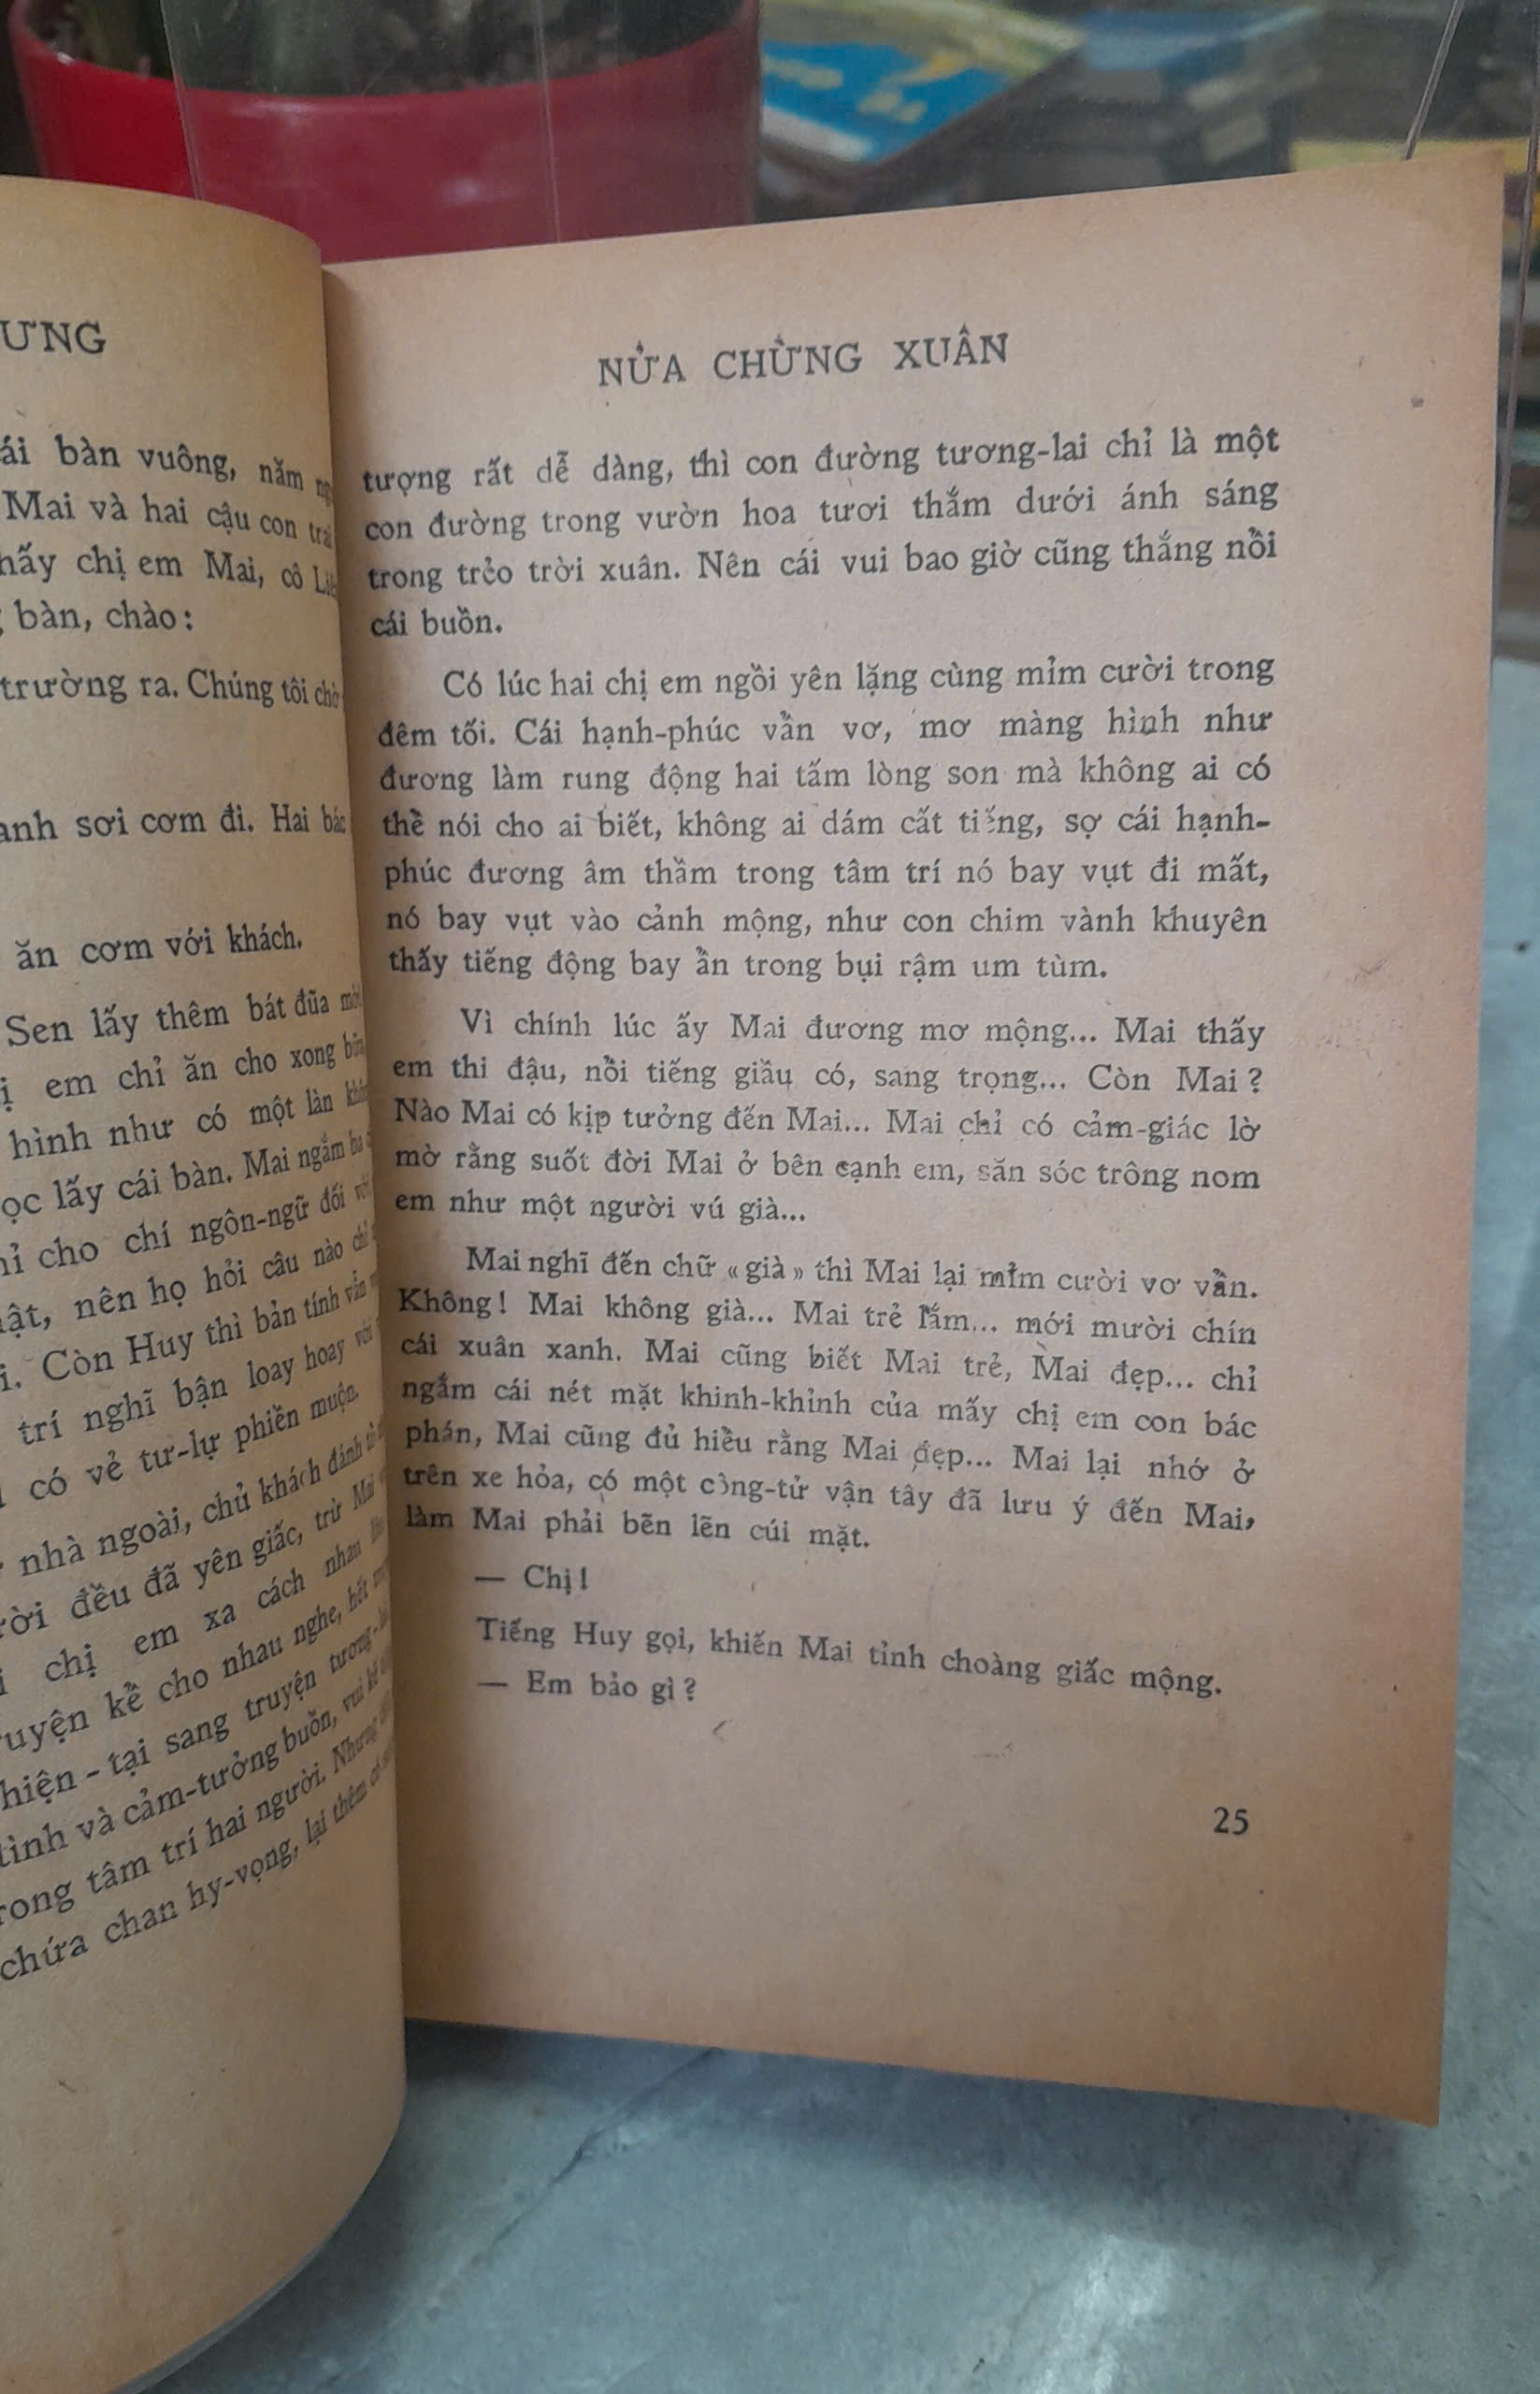 ƯNG
ái bàn vuông, năm
Mai và hai cậu con trai
hấy chị em Mai, cô
bàn, chào:
trường ra. Chúng tôi chờ
anh sơi cơm đi. Hai bác
ăn cơm với khách.
Sen lấy thêm bát đũa
em chỉ ăn cho xong
hình như có một làn
ọc lấy cái bàn. Mai ngắm ba
ỉ cho chí ngôn-ngữ đối với
ật, nên họ hỏi câu nào chỉ
i. Còn Huy thì bản tính vẫn
trí nghĩ bận loay hoay với
có vẻ tư-lự phiền muộn.
nhà ngoài, chủ khách đánh
ời đều đã yên giấc, trừ Mai
chị em xa cách nhau
uyện kể cho nhau nghe, hết
hiện-tại sang truyện tương-
tình và cảm-tưởng buồn, vui
rong tâm trí hai người. Nhưng
chứa chan hy-vọng, lại thêm có
NỬA CHỪNG XUÂN
tượng rất dễ dàng, thì con đường tương-lai chỉ là một
con đường trong vườn hoa tươi thắm dưới ánh sáng
trong trẻo trời xuân. Nên cái vui bao giờ cũng thắng nổi
cái buồn.
Có lúc hai chị em ngồi yên lặng cùng mỉm cười trong
đêm tối. Cái hạnh-phúc vẩn vơ, mơ màng hình như
đương làm rung động hai tấm lòng son mà không ai có
thể nói cho ai biết, không ai dám cất tiếng, sợ cái hạnh-
phúc đương âm thầm trong tâm trí nó bay vụt đi mất,
nó bay vụt vào cảnh mộng, như con chim vành khuyên
thấy tiếng động bay ẩn trong bụi rậm um tùm.
Vì chính lúc ấy Mai đương mơ mộng... Mai thấy
em thi đậu, nổi tiếng giầu có, sang trọng... Còn Mai?
Nào Mai có kịp tưởng đến Mai... Mai chỉ có cảm-giác lờ
mờ rằng suốt đời Mai ở bên cạnh em, săn sóc trông nom
em như một người vú già...
Mai nghĩ đến chữ «già» thì Mai lại mỉm cười vơ vẩn.
Không! Mai không già... Mai trẻ lắm... mới mười chín
cái xuân xanh. Mai cũng biết Mai trẻ, Mai đẹp... chỉ
ngắm cái nét mặt khinh-khỉnh của mấy chị em con bác
phán, Mai cũng đủ hiểu rằng Mai đẹp... Mai lại nhớ ở
trên xe hỏa, có một công-tử vận tây đã lưu ý đến Mai,
làm Mai phải bẽn lẽn cúi mặt.
— Chị!
Tiếng Huy gọi, khiến Mai tỉnh choàng giấc mộng.
— Em bảo gì?
25